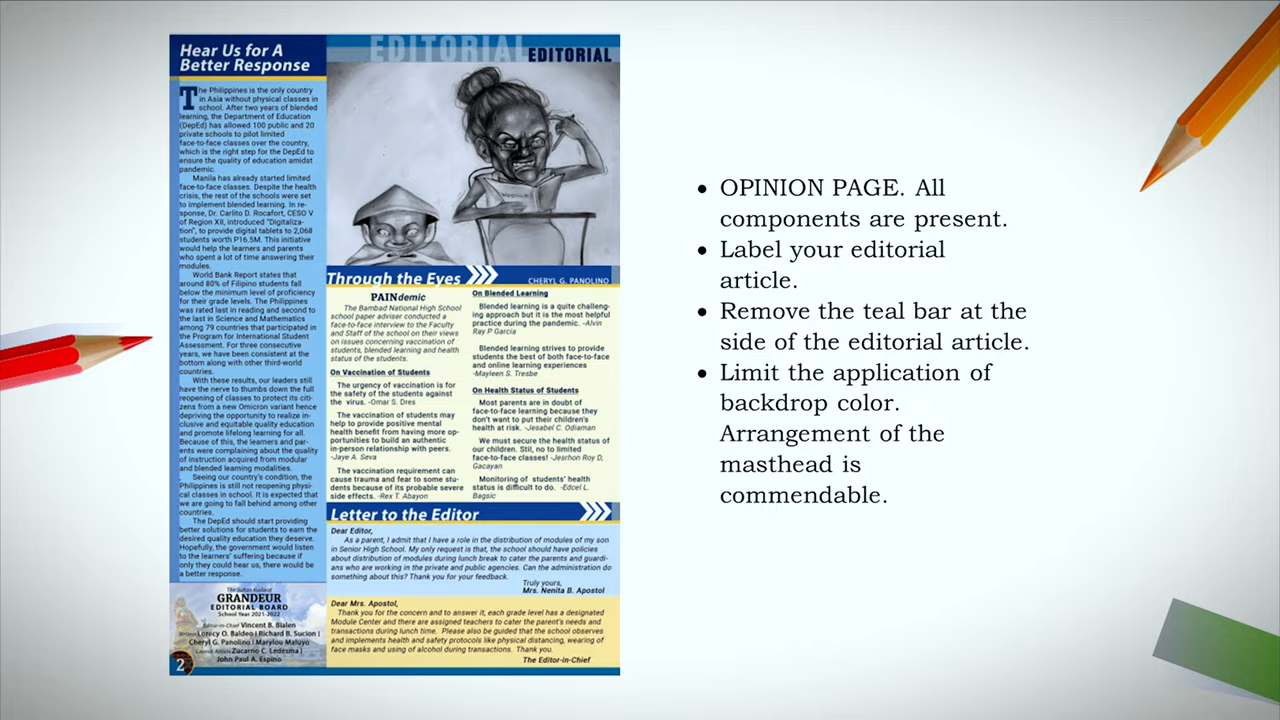 Hear Us for A
Better Response
The Philippines is the only country
in Asia without physical classes in
school. After two years of blended
learning, the Department of Education
(DepEd) has allowed 100 public and 20
private schools to pilot limited
face-to-face classes over the country,
which is the right step for the DepEd to
ensure the quality of education amidst
pandemic.
Manila has already started limited
face-to-face classes. Despite the health
crisis, the rest of the schools were set
to implement blended learning. In re-
sponse, Dr. Carlito D. Rocafort, CESO V
of Region XII, introduced "Digitaliza-
tion", to provide digital tablets to 2,068
students worth P16.5M. This initiative
would help the learners and parents
who spent a lot of time answering their
modules.
World Bank Report states that
around 80% of Filipino students fall
below the minimum level of proficiency
for their grade levels. The Philippines
was rated last in reading and second to
the last in Science and Mathematics
among 79 countries that participated in
the Program for International Student
Assessment. For three consecutive
years, we have been consistent at the
bottom along with other third-world
countries.
With these results, our leaders still
have the nerve to thumbs down the full
reopening of classes to protect its citi-
zens from a new Omicron variant hence
depriving the opportunity to realize in-
clusive and equitable quality education
and promote lifelong learning for all.
Because of this, the learners and par-
ents were complaining about the quality
of instruction acquired from modular
and blended learning modalities.
Seeing our country's condition, the
Philippines is still not reopening physi-
cal classes in school. It is expected that
we are going to fall behind among other
countries.
The DepEd should start providing
better solutions for students to earn the
desired quality education they deserve.
Hopefully, the government would listen
to the learners' suffering because if
only they could hear us, there would be
a better response.
The Sultan Kudarat
GRANDEUR
EDITORIAL BOARD
School Year 2021-2022
Editor-in-Chief Vincent B. Bialen
Writers Lorecy O. Baldeo | Richard B. Sucion |
Cheryl G. Panolino | Marylou Maluyo
Layout Artists Zucarno C. Ledesma |
John Paul A. Espino
2
EDITORIAL
EDITORIAL
MODULE
Through the Eyes
CHERYL G. PANOLINO
PAINdemic
The Bambad National High School
school paper adviser conducted a
face-to-face interview to the Faculty
and Staff of the school on their views
on issues concerning vaccination of
students, blended learning and health
status of the students.
On Vaccination of Students
The urgency of vaccination is for
the safety of the students against
the virus. -Omar S. Dres
The vaccination of students may
help to provide positive mental
health benefit from having more op-
portunities to build an authentic
in-person relationship with peers.
-Jaye A. Seva
The vaccination requirement can
cause trauma and fear to some stu-
dents because of its probable severe
side effects. -Rex T. Abayon
On Blended Learning
Blended learning is a quite challeng-
ing approach but it is the most helpful
practice during the pandemic. -Alvin
Ray P Garcia
Blended learning strives to provide
students the best of both face-to-face
and online learning experiences
-Mayleen S. Tresbe
On Health Status of Students
Most parents are in doubt of
face-to-face learning because they
don't want to put their children's
health at risk. -Jesabel C. Odiaman
We must secure the health status of
our children. Stil, no to limited
face-to-face classes! -Jesrhon Roy D,
Gacayan
Monitoring of students' health
status is difficult to do. -Edcel L.
Bagsic
Letter to the Editor
Dear Editor,
As a parent, I admit that I have a role in the distribution of modules of my son
in Senior High School. My only request is that, the school should have policies
about distribution of modules during lunch break to cater the parents and guardi-
ans who are working in the private and public agencies. Can the administration do
something about this? Thank you for your feedback.
Truly yours,
Mrs. Nenita B. Apostol
Dear Mrs. Apostol,
Thank you for the concern and to answer it, each grade level has a designated
Module Center and there are assigned teachers to cater the parent's needs and
transactions during lunch time. Please also be guided that the school observes
and implements health and safety protocols like physical distancing, wearing of
face masks and using of alcohol during transactions. Thank you.
The Editor-in-Chief
• OPINION PAGE. All
components are present.
• Label your editorial
article.
• Remove the teal bar at the
side of the editorial article.
• Limit the application of
backdrop color.
Arrangement of the
masthead is
commendable.